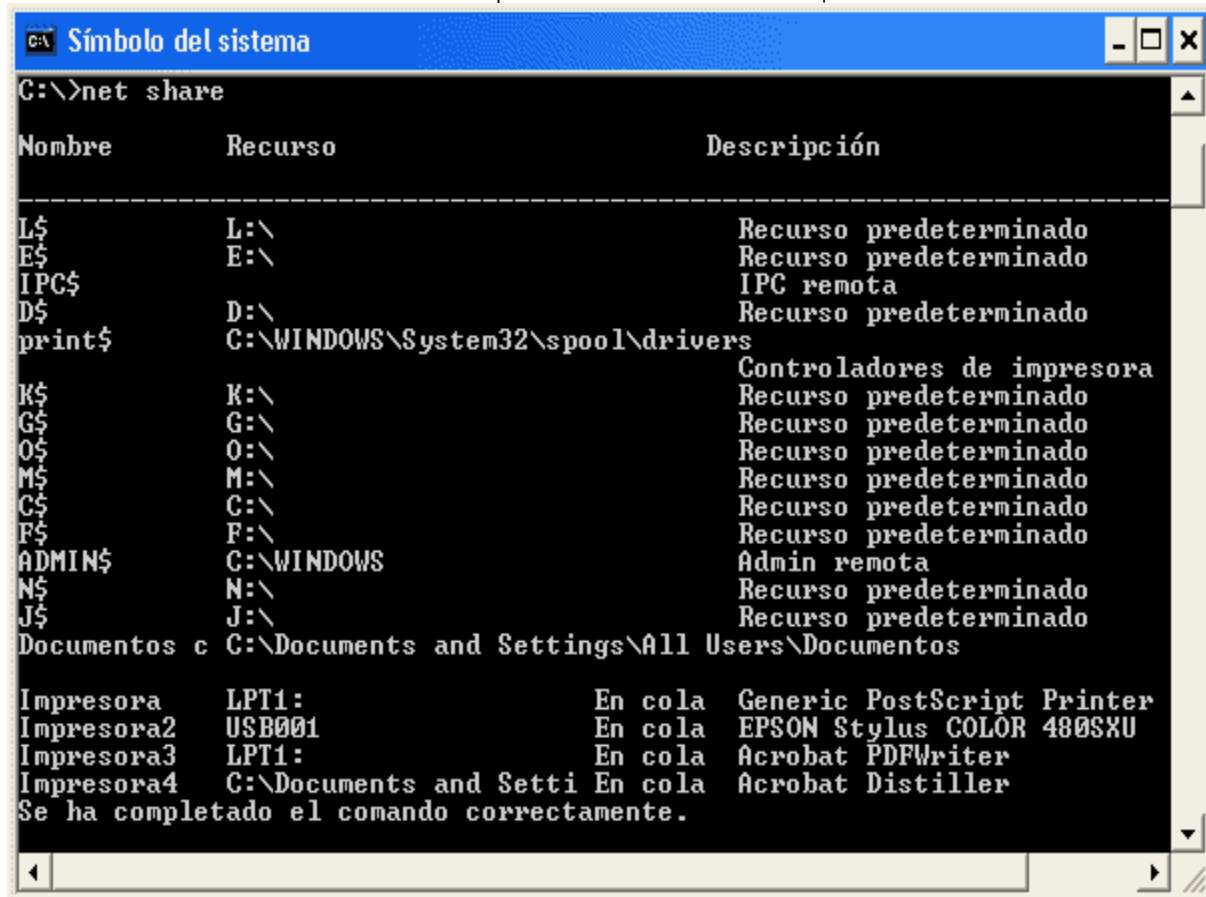 Símbolo del sistema
C:\>net share
Nombre Recurso Descripción
-------------------------------------------------------------------------------
L$ L:\ Recurso predeterminado
E$ E:\ Recurso predeterminado
IPC$ IPC remota
D$ D:\ Recurso predeterminado
print$ C:\WINDOWS\System32\spool\drivers
Controladores de impresora
K$ K:\ Recurso predeterminado
G$ G:\ Recurso predeterminado
O$ O:\ Recurso predeterminado
M$ M:\ Recurso predeterminado
C$ C:\ Recurso predeterminado
F$ F:\ Recurso predeterminado
ADMIN$ C:\WINDOWS Admin remota
N$ N:\ Recurso predeterminado
J$ J:\ Recurso predeterminado
Documentos c C:\Documents and Settings\All Users\Documentos
Impresora LPT1: En cola Generic PostScript Printer
Impresora2 USB001 En cola EPSON Stylus COLOR 480SXU
Impresora3 LPT1: En cola Acrobat PDFWriter
Impresora4 C:\Documents and Setti En cola Acrobat Distiller
Se ha completado el comando correctamente.